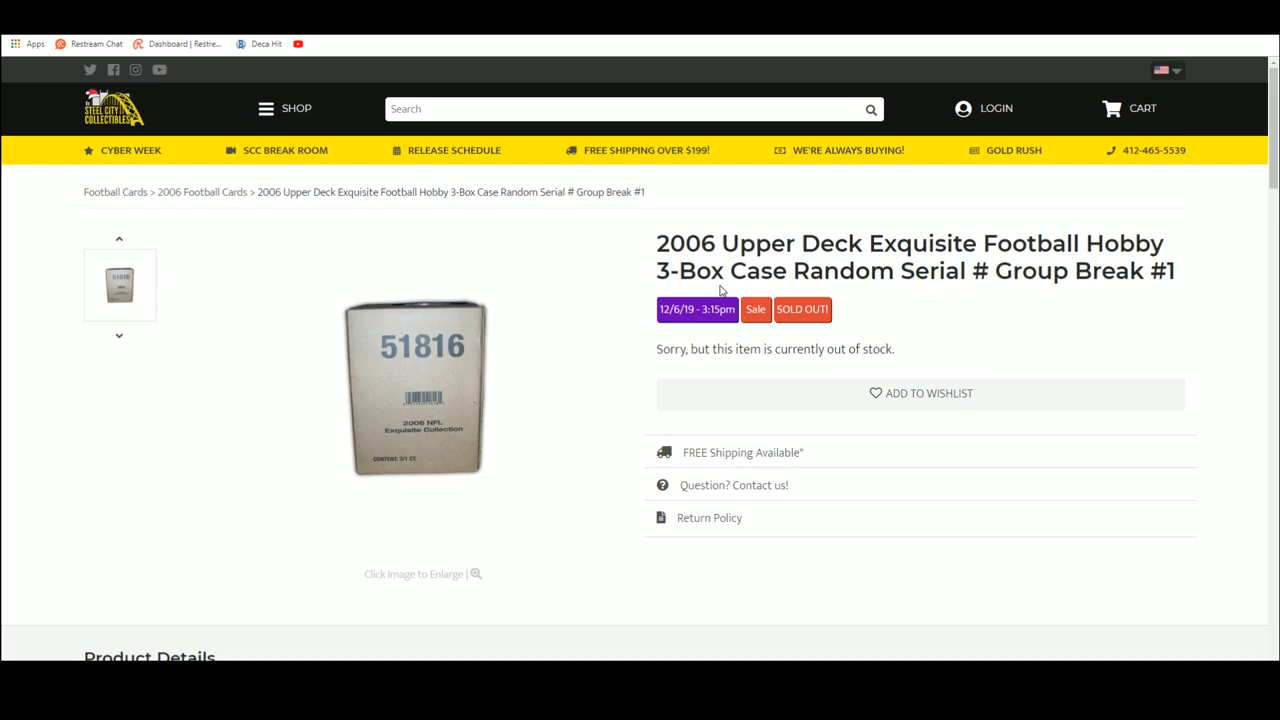 Apps Restream Chat Dashboard | Restre... Deca Hit
STEEL CITY
COLLECTIBLES
SHOP
Search
LOGIN
CART
CYBER WEEK
SCC BREAK ROOM
RELEASE SCHEDULE
FREE SHIPPING OVER $199!
WE'RE ALWAYS BUYING!
GOLD RUSH
412-465-5539
Football Cards > 2006 Football Cards > 2006 Upper Deck Exquisite Football Hobby 3-Box Case Random Serial # Group Break #1
51816
2006 NFL
Exquisite Collection
CONTENT: 3/1 CT.
Click Image to Enlarge |
2006 Upper Deck Exquisite Football Hobby
3-Box Case Random Serial # Group Break #1
12/6/19 - 3:15pm Sale SOLD OUT!
Sorry, but this item is currently out of stock.
ADD TO WISHLIST
FREE Shipping Available*
Question? Contact us!
Return Policy
Product Details